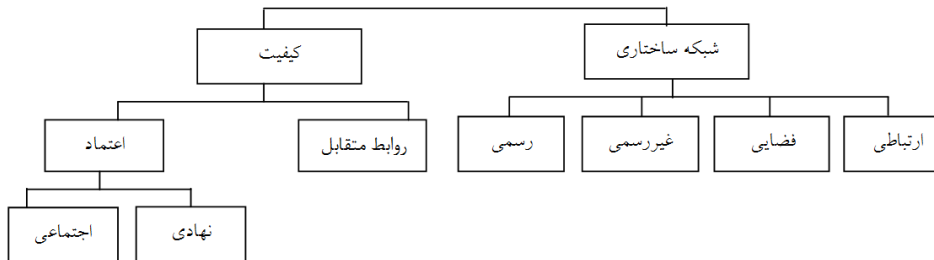 شبکه ساختاری
کیفیت
ارتباطی
فضایی
غیررسمی
رسمی
روابط متقابل
اعتماد
نهادی
اجتماعی